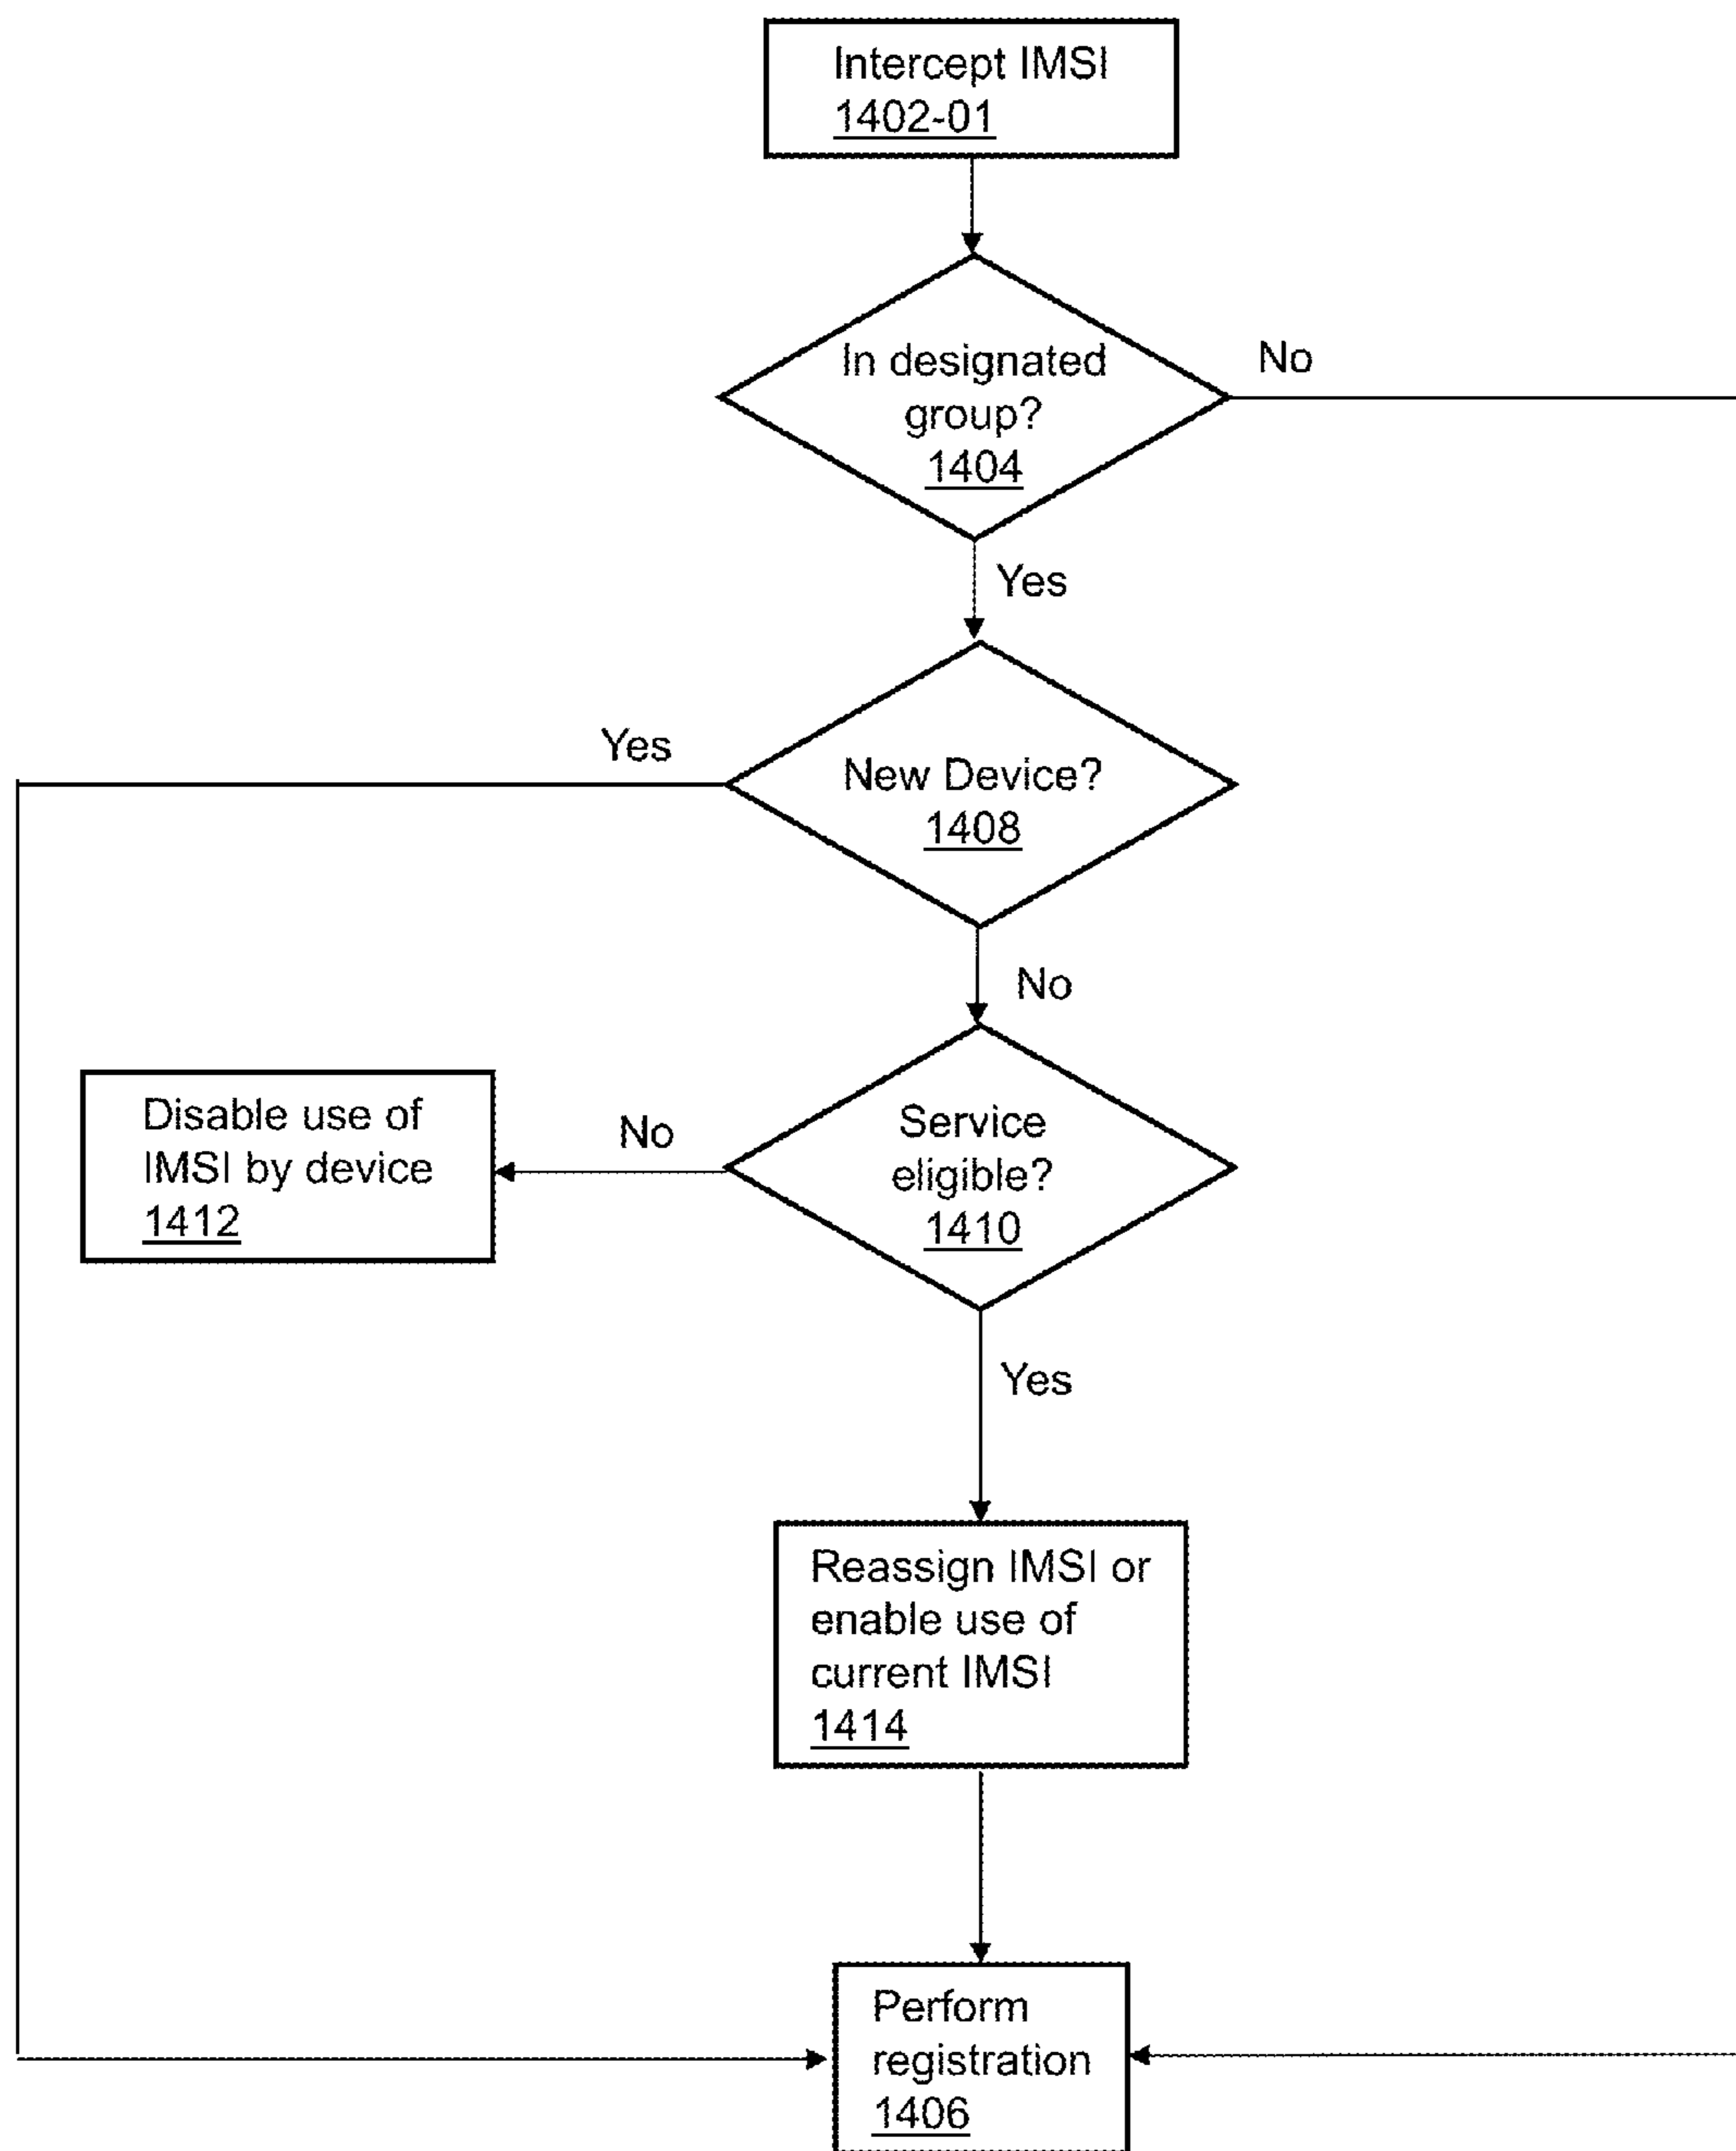 Intercept IMSI
1402-01
In designated
group?
1404
No
Yes
Yes
New Device?
1408
No
Disable use of
IMSI by device
1412
No
Service
eligible?
1410
Yes
Reassign IMSI or
enable use of
current IMSI
1414
Perform
registration
1406